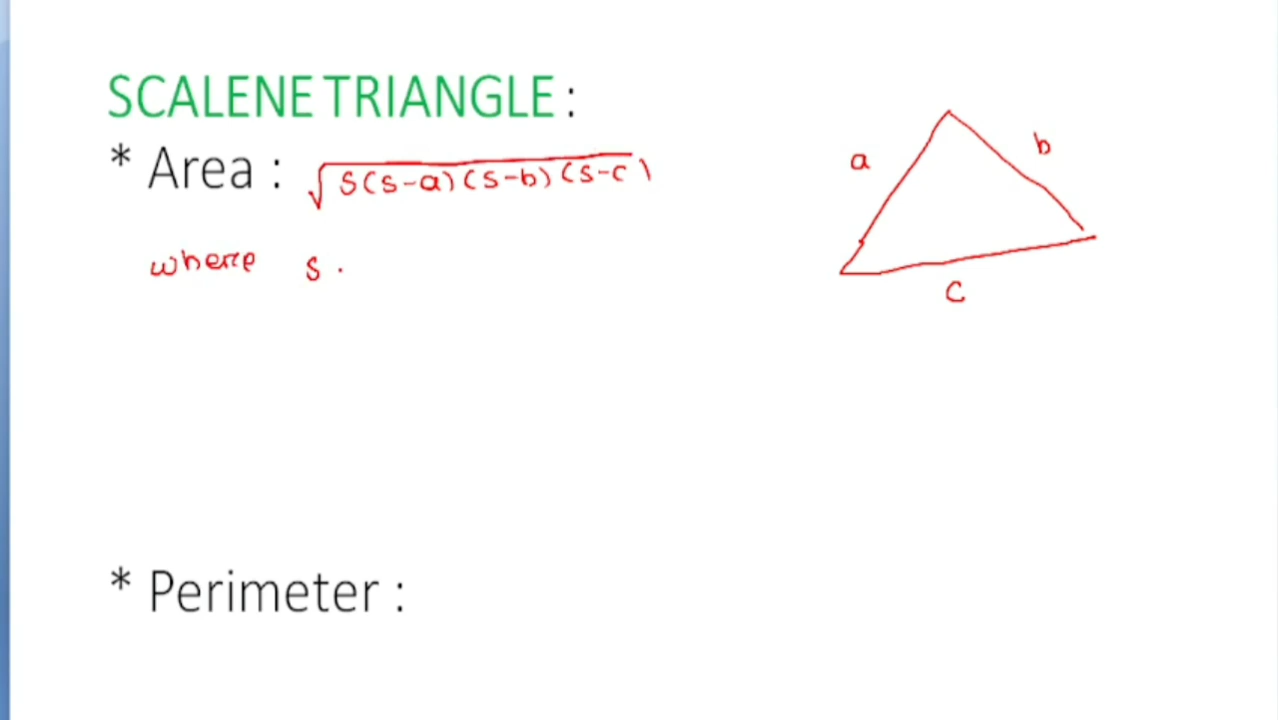 SCALENE TRIANGLE :
* Area : √S(S-a)(S-b)(S-c)
where S .
a
b
c
* Perimeter :